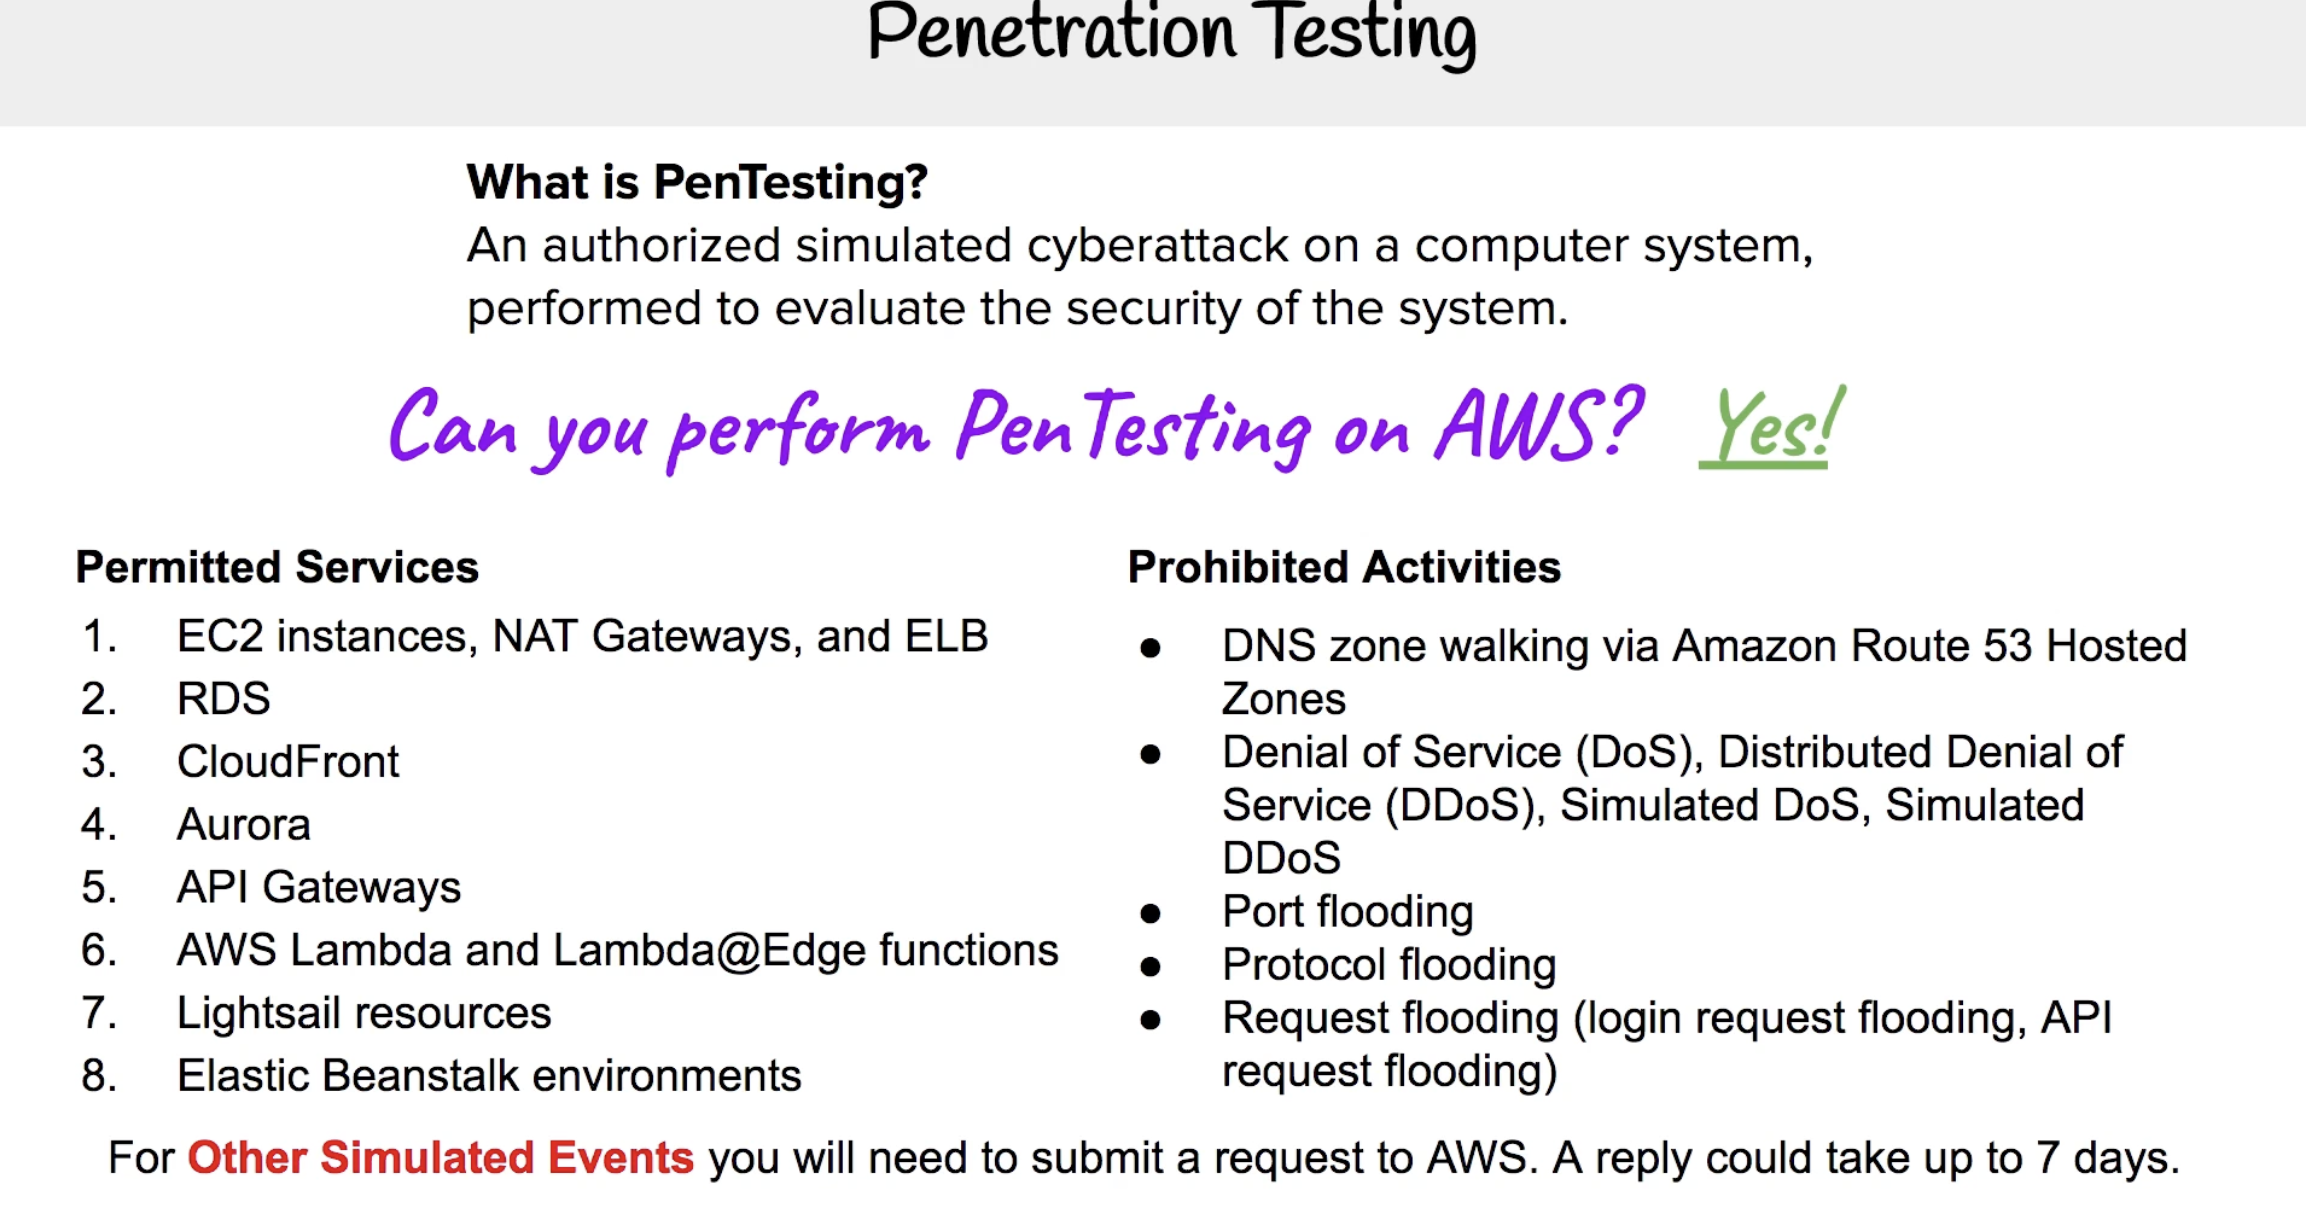 Penetration Testing
What is PenTesting?
An authorized simulated cyberattack on a computer system,
performed to evaluate the security of the system.
Can you perform PenTesting on AWS? Yes!
Permitted Services
1. EC2 instances, NAT Gateways, and ELB
2. RDS
3. CloudFront
4. Aurora
5. API Gateways
6. AWS Lambda and Lambda@Edge functions
7. Lightsail resources
8. Elastic Beanstalk environments
Prohibited Activities
● DNS zone walking via Amazon Route 53 Hosted
Zones
● Denial of Service (DoS), Distributed Denial of
Service (DDoS), Simulated DoS, Simulated
DDoS
● Port flooding
● Protocol flooding
● Request flooding (login request flooding, API
request flooding)
For Other Simulated Events you will need to submit a request to AWS. A reply could take up to 7 days.